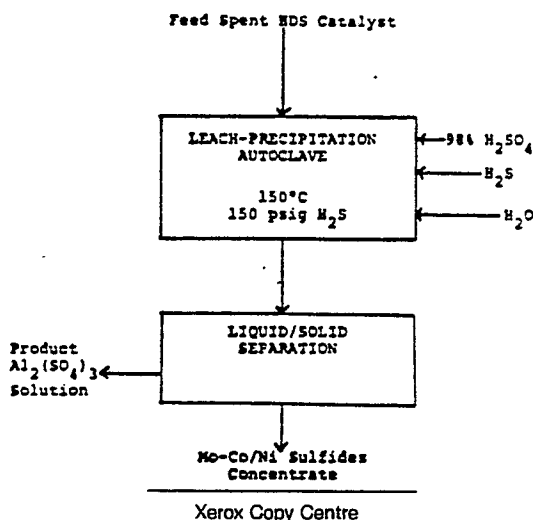 Feed Spent HDS Catalyst
LEACH-PRECIPITATION
AUTOCLAVE
98% H2SO4
H2S
150°C
150 psig H2S
H2O
LIQUID/SOLID
SEPARATION
Product
Al2(SO4)3
Solution
Mo-Co/Ni Sulfides
Concentrate
Xerox Copy Centre